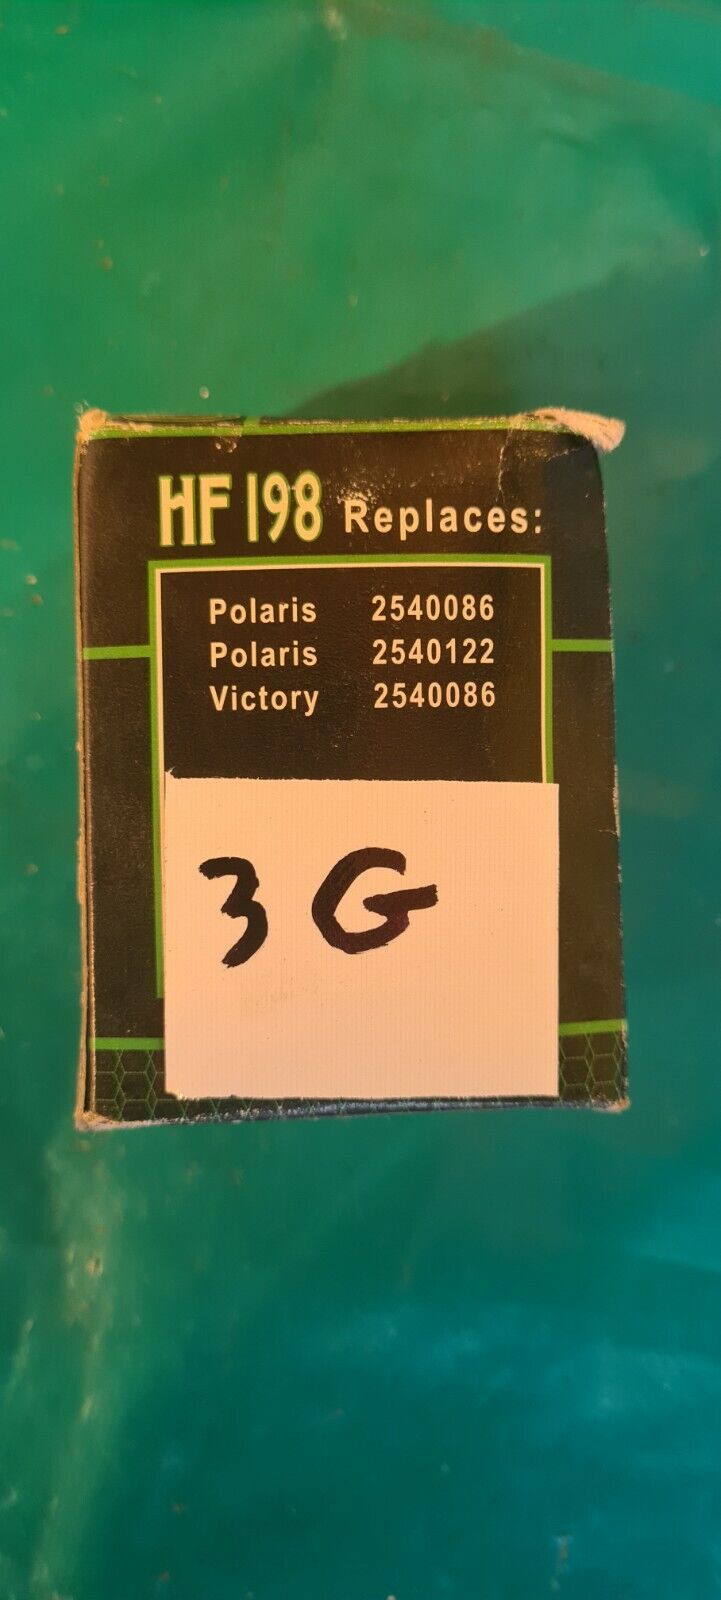 HF198 Replaces:
Polaris 2540086
Polaris 2540122
Victory 2540086
3G